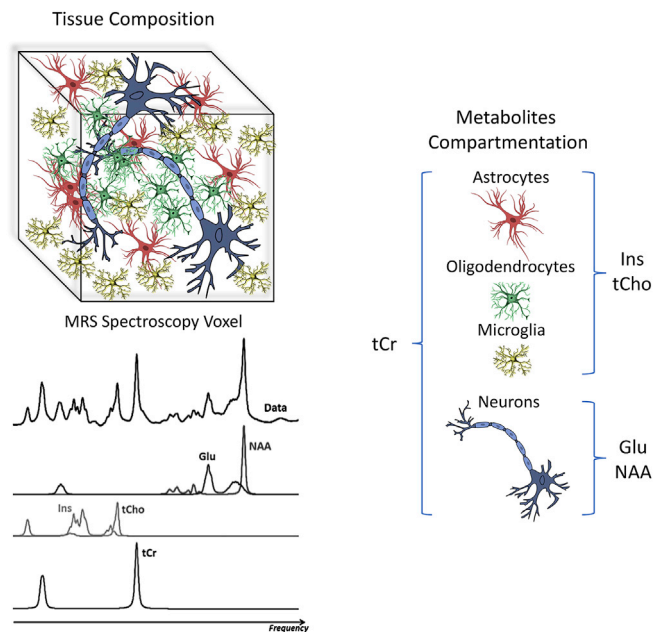 Tissue Composition
MRS Spectroscopy Voxel
Data
Glu
NAA
Ins
tCho
tCr
Frequency
Metabolites
Compartmentation
Astrocytes
Oligodendrocytes
Microglia
Neurons
tCr
Ins
tCho
Glu
NAA